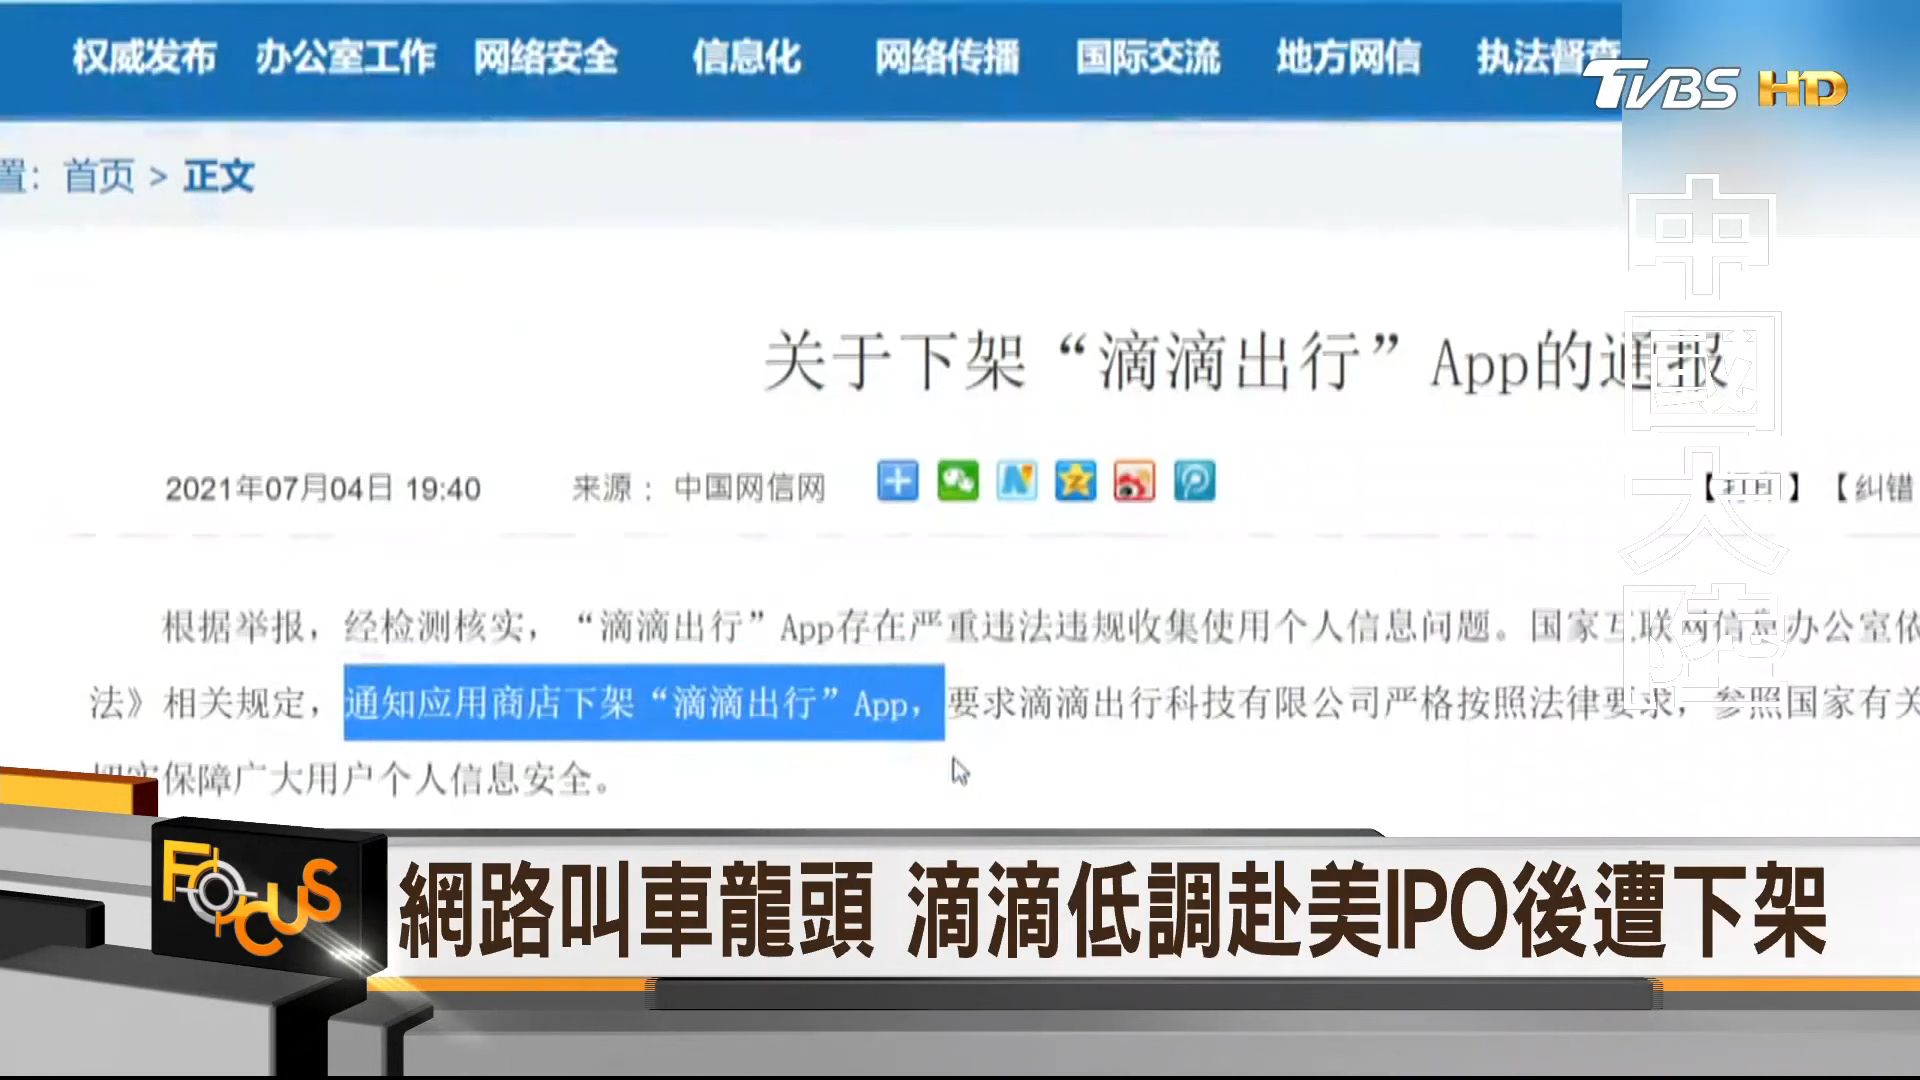 权威发布 办公室工作 网络安全 信息化 网络传播 国际交流 地方网信 执法督查
TVBS HD
置：首页 > 正文
中國大陸
关于下架“滴滴出行”App的通报
2021年07月04日 19:40 来源： 中国网信网 【打印】 【纠错
根据举报，经检测核实，“滴滴出行”App存在严重违法违规收集使用个人信息问题。国家互联网信息办公室依
法》相关规定，通知应用商店下架“滴滴出行”App，要求滴滴出行科技有限公司严格按照法律要求，参照国家有关
切实保障广大用户个人信息安全。
FOCUS
網路叫車龍頭 滴滴低調赴美IPO後遭下架